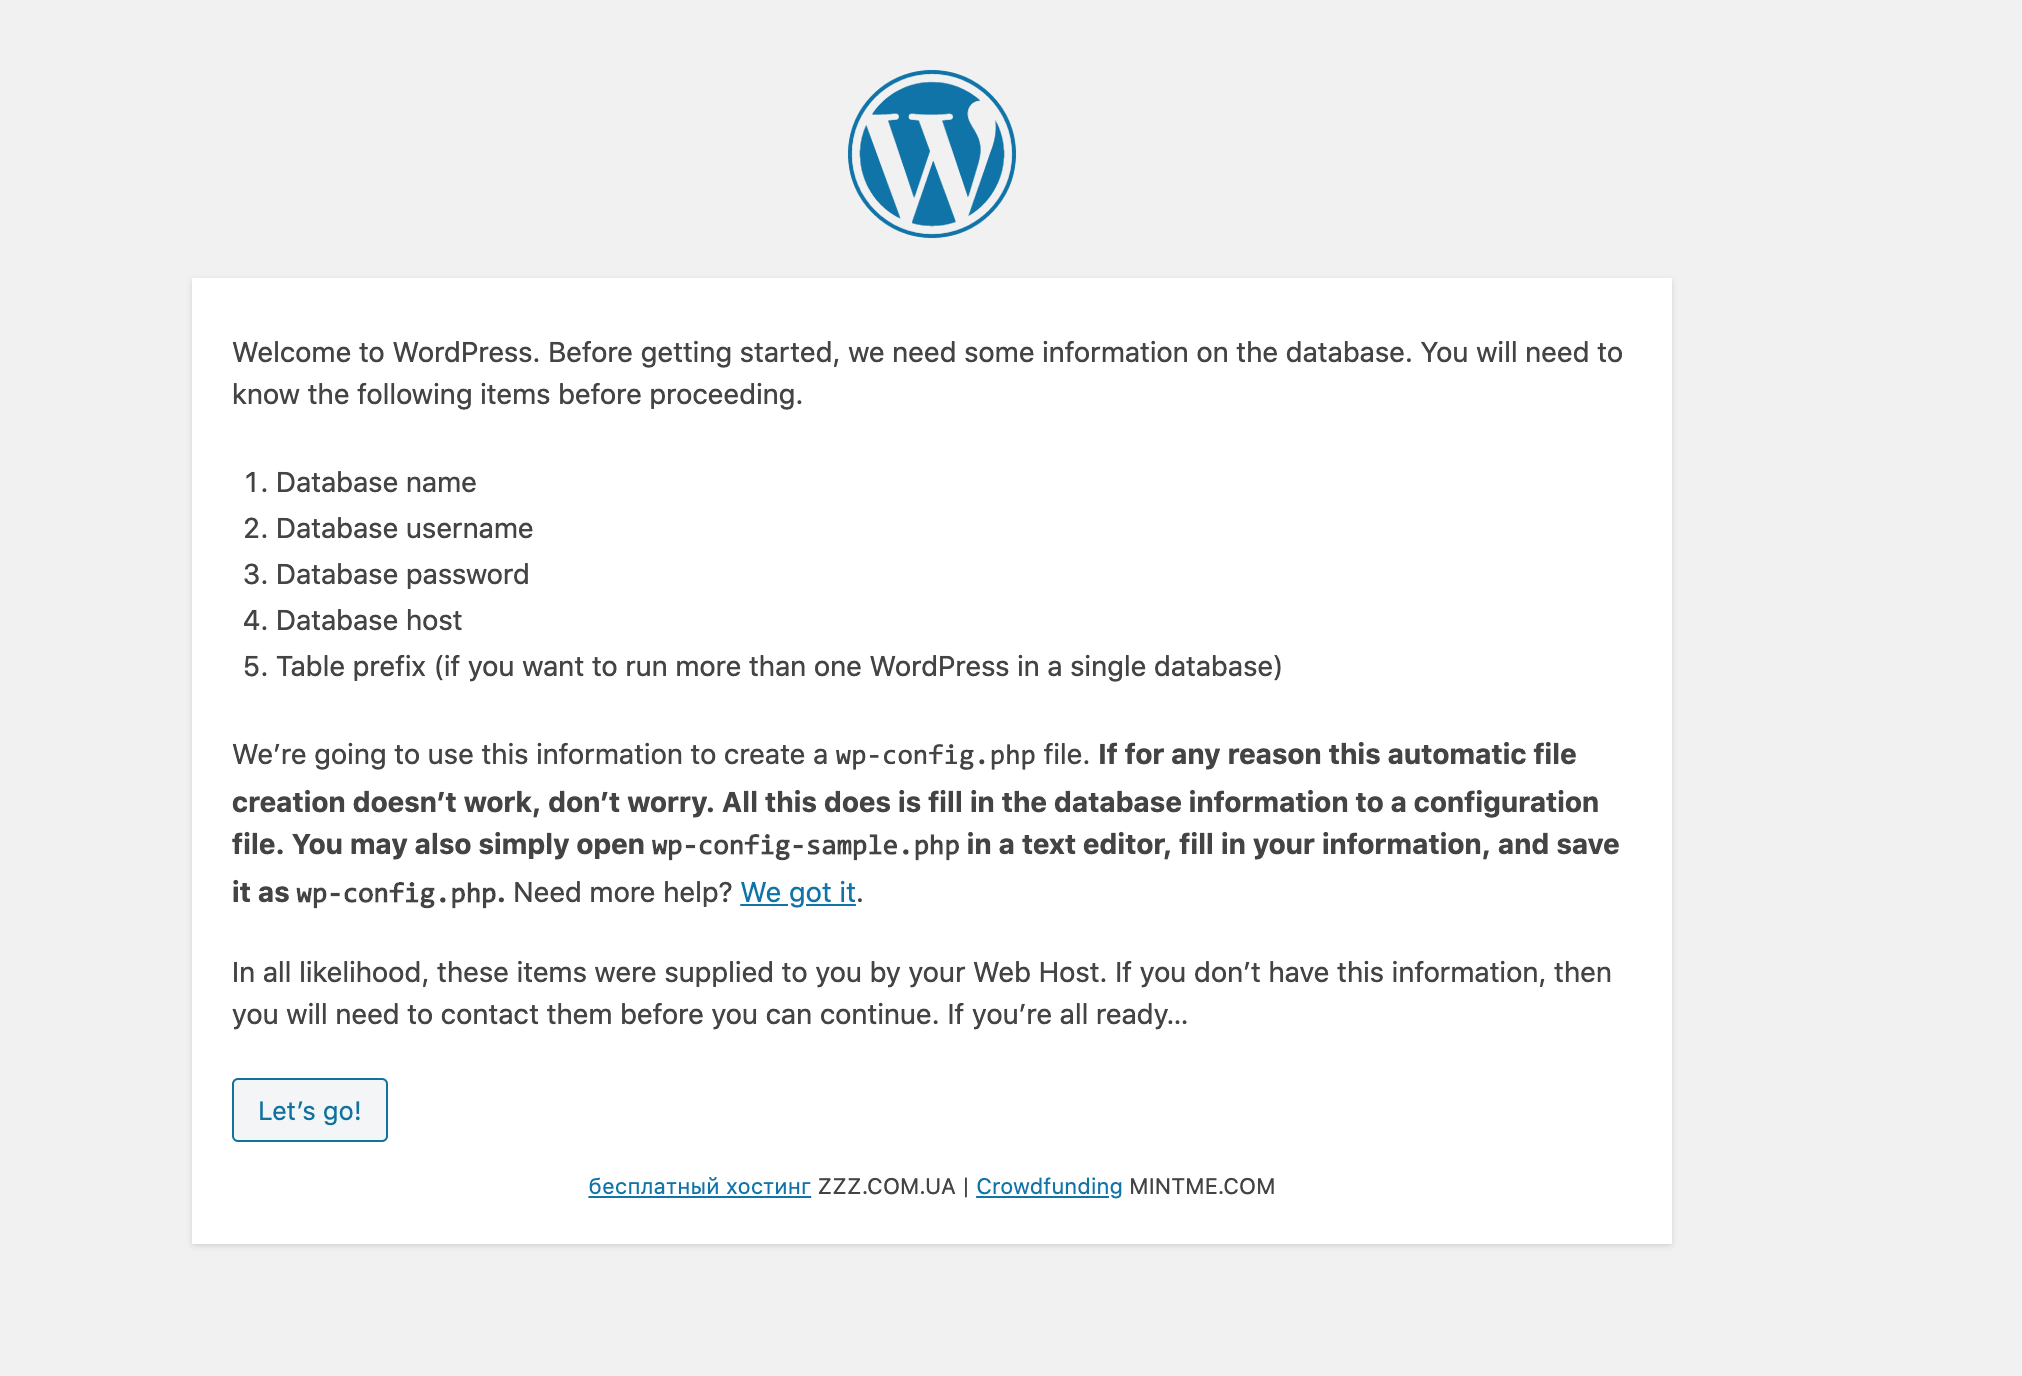 Welcome to WordPress. Before getting started, we need some information on the database. You will need to
know the following items before proceeding.
1. Database name
2. Database username
3. Database password
4. Database host
5. Table prefix (if you want to run more than one WordPress in a single database)
We’re going to use this information to create a wp-config.php file. If for any reason this automatic file
creation doesn’t work, don’t worry. All this does is fill in the database information to a configuration
file. You may also simply open wp-config-sample.php in a text editor, fill in your information, and save
it as wp-config.php. Need more help? We got it.
In all likelihood, these items were supplied to you by your Web Host. If you don’t have this information, then
you will need to contact them before you can continue. If you’re all ready…
Let’s go!
бесплатный хостинг ZZZ.COM.UA | Crowdfunding MINTME.COM